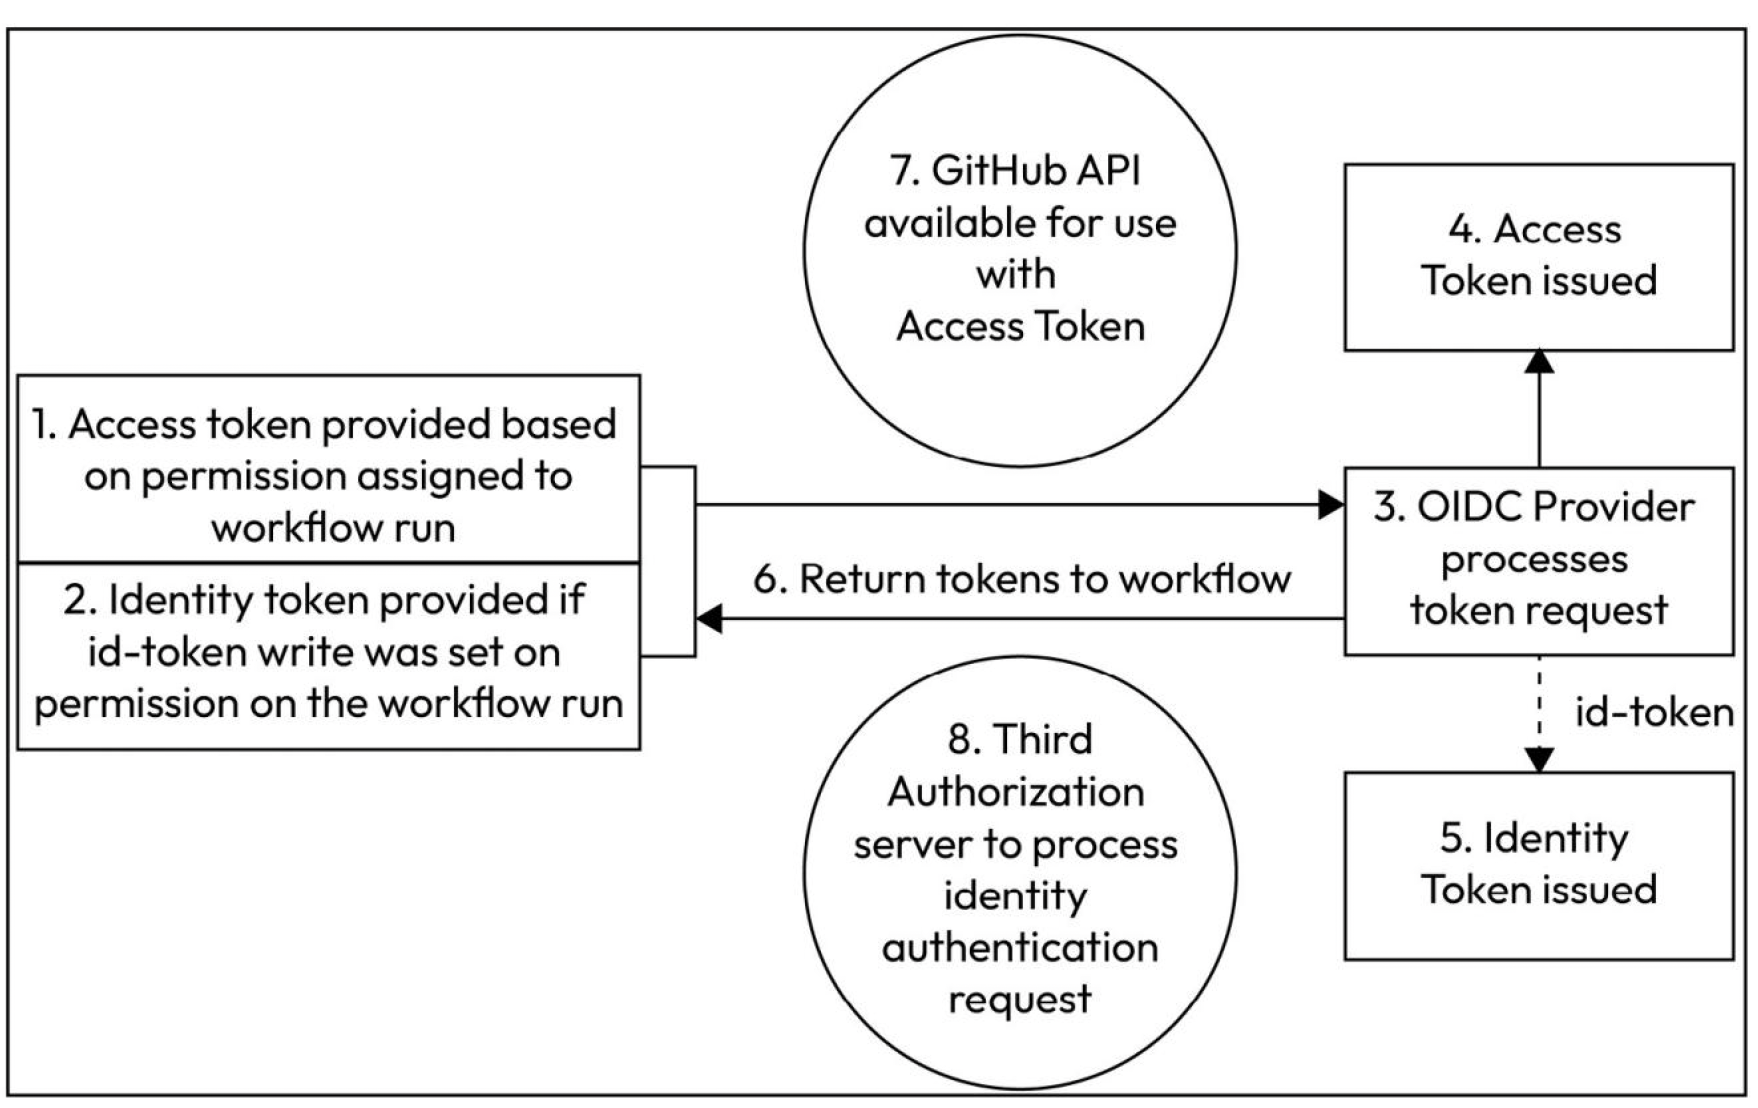 7. GitHub API
available for use
with
Access Token
4. Access
Token issued
1. Access token provided based
on permission assigned to
workflow run
2. Identity token provided if
id-token write was set on
permission on the workflow run
3. OIDC Provider
processes
token request
6. Return tokens to workflow
id-token
8. Third
Authorization
server to process
identity
authentication
request
5. Identity
Token issued